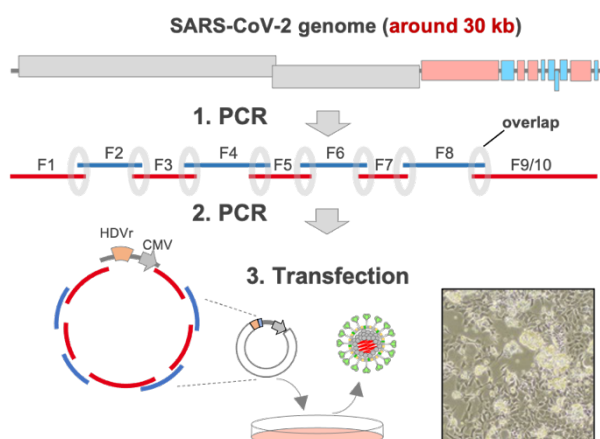 SARS-CoV-2 genome (around 30 kb)
1. PCR
overlap
F1 F2 F3 F4 F5 F6 F7 F8 F9/10
2. PCR
HDVr
CMV
3. Transfection